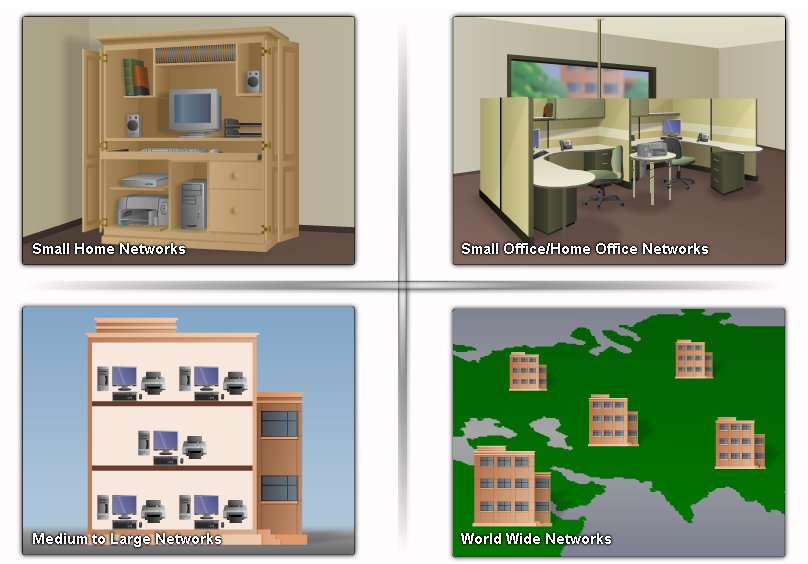 Small Home Networks
Small Office/Home Office Networks
Medium to Large Networks
World Wide Networks